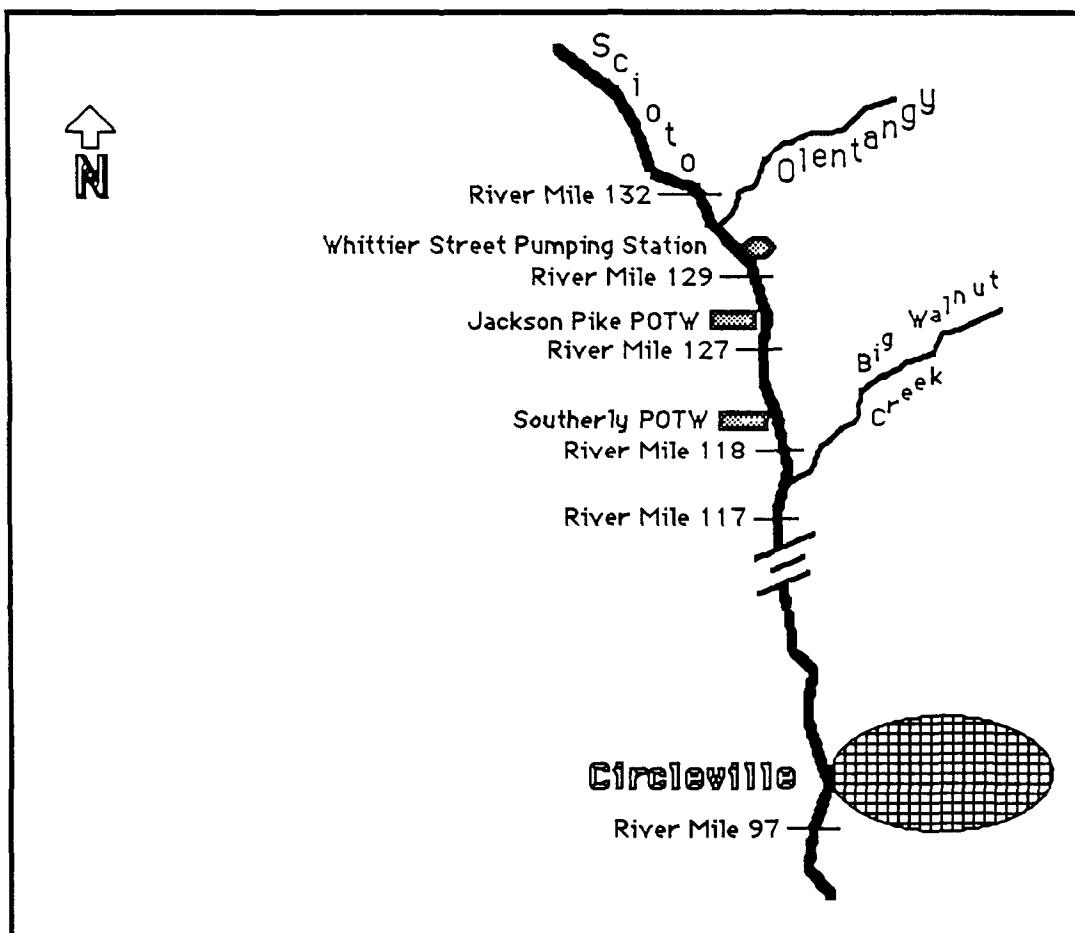 Scioto
N
Olentangy
River Mile 132
Whittier Street Pumping Station
River Mile 129
Big Walnut
Creek
Jackson Pike POTW
River Mile 127
Southerly POTW
River Mile 118
River Mile 117
Circleville
River Mile 97